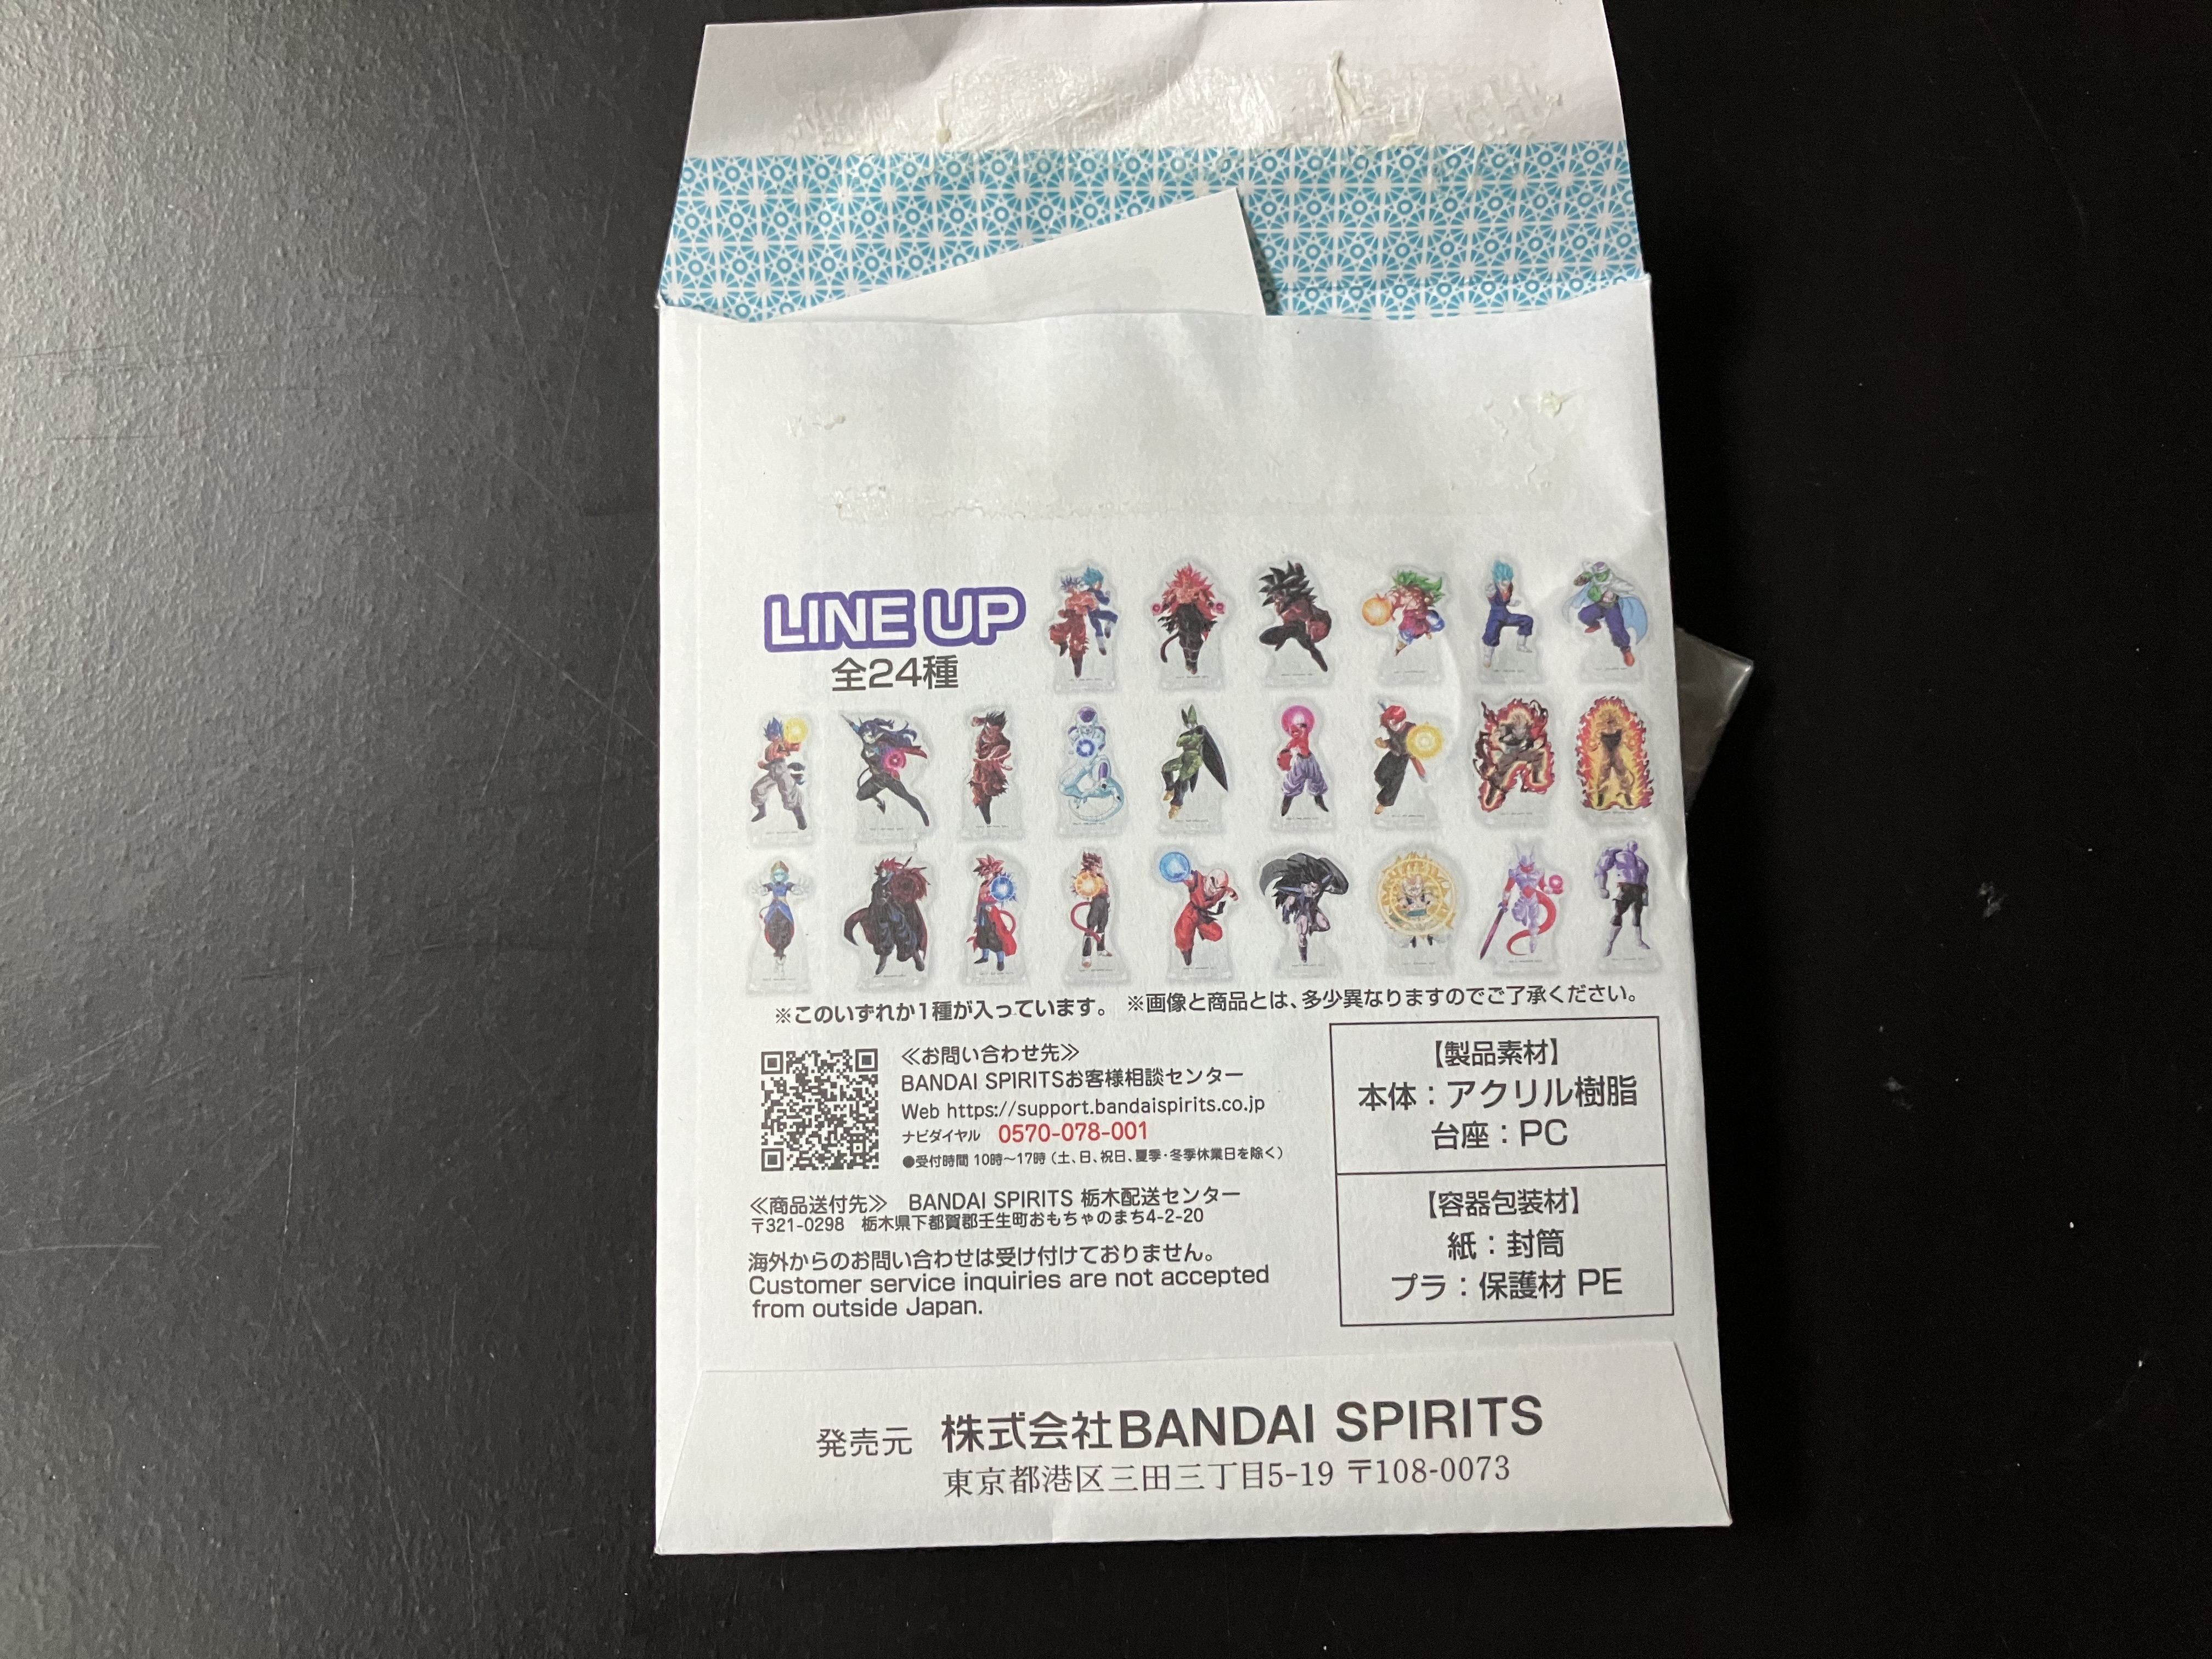 LINE UP
全24種
※このいずれか1種が入っています。 ※画像と商品とは、多少異なりますのでご了承ください。
≪お問い合わせ先≫
BANDAI SPIRITSお客様相談センター
Web https://support.bandaispirits.co.jp
ナビダイヤル 0570-078-001
●受付時間 10時〜17時（土、日、祝日、夏季・冬季休業日を除く）
≪商品送付先≫ BANDAI SPIRITS 栃木配送センター
〒321-0298 栃木県下都賀郡壬生町おもちゃのまち4-2-20
海外からのお問い合わせは受け付けておりません。
Customer service inquiries are not accepted
from outside Japan.
【製品素材】
本体：アクリル樹脂
台座：PC
【容器包装材】
紙：封筒
プラ：保護材 PE
発売元 株式会社BANDAI SPIRITS
東京都港区三田三丁目5-19 〒108-0073